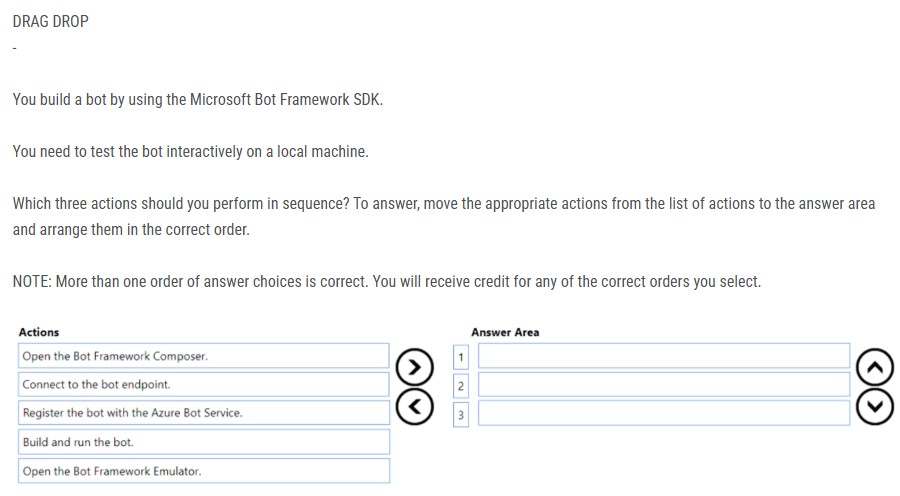 DRAG DROP
-
You build a bot by using the Microsoft Bot Framework SDK.
You need to test the bot interactively on a local machine.
Which three actions should you perform in sequence? To answer, move the appropriate actions from the list of actions to the answer area
and arrange them in the correct order.
NOTE: More than one order of answer choices is correct. You will receive credit for any of the correct orders you select.
Actions
Open the Bot Framework Composer.
Connect to the bot endpoint.
Register the bot with the Azure Bot Service.
Build and run the bot.
Open the Bot Framework Emulator.
Answer Area
1
2
3